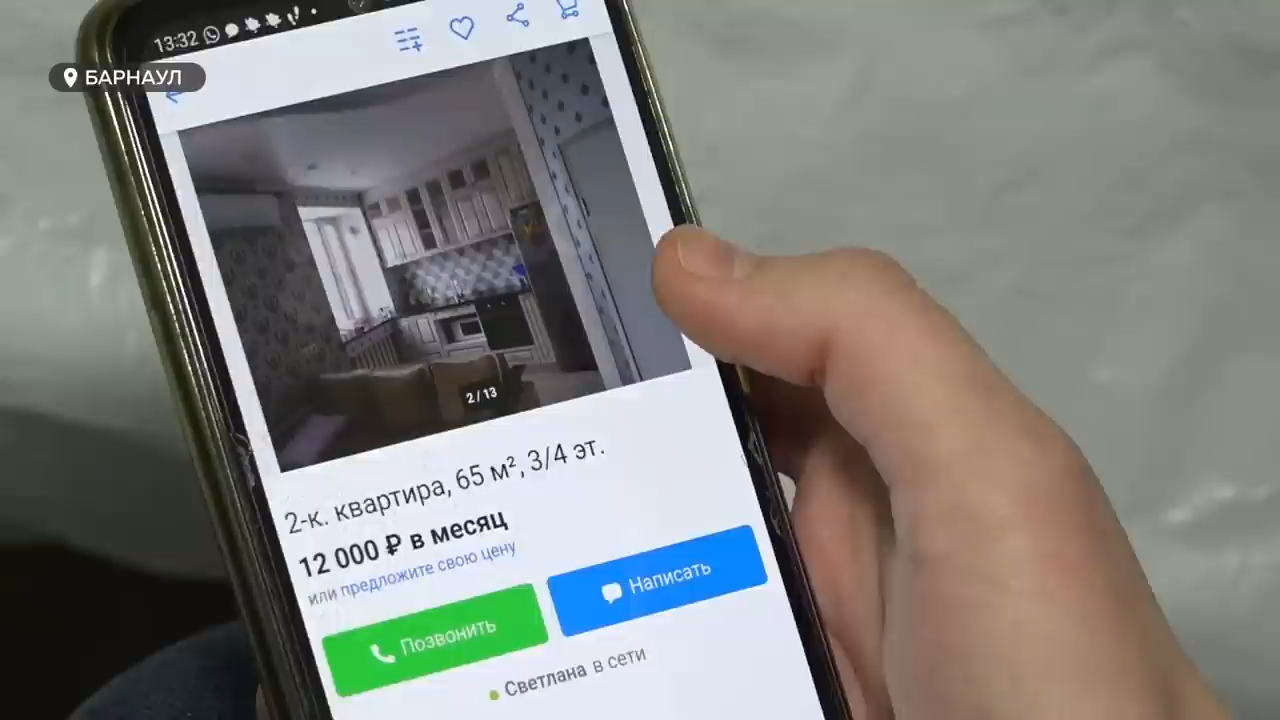 13:32
БАРНАУЛ
2/13
2-к. квартира, 65 м², 3/4 эт.
12 000 ₽ в месяц
или предложите свою цену
Позвонить
Написать
Светлана в сети